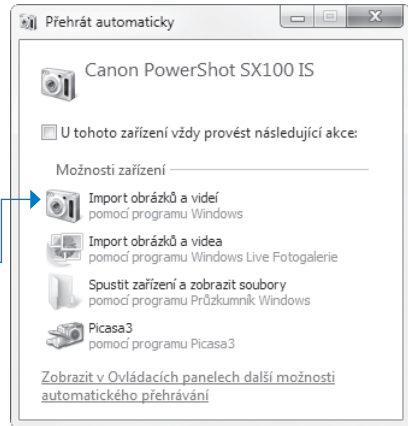 Přehrát automaticky
Canon PowerShot SX100 IS
U tohoto zařízení vždy provést následující akce:
Možnosti zařízení
Import obrázků a videí
pomocí programu Windows
Import obrázků a videa
pomocí programu Windows Live Fotogalerie
Spustit zařízení a zobrazit soubory
pomocí programu Průzkumník Windows
Picasa3
pomocí programu Picasa3
Zobrazit v Ovládacích panelech další možnosti
automatického přehrávání